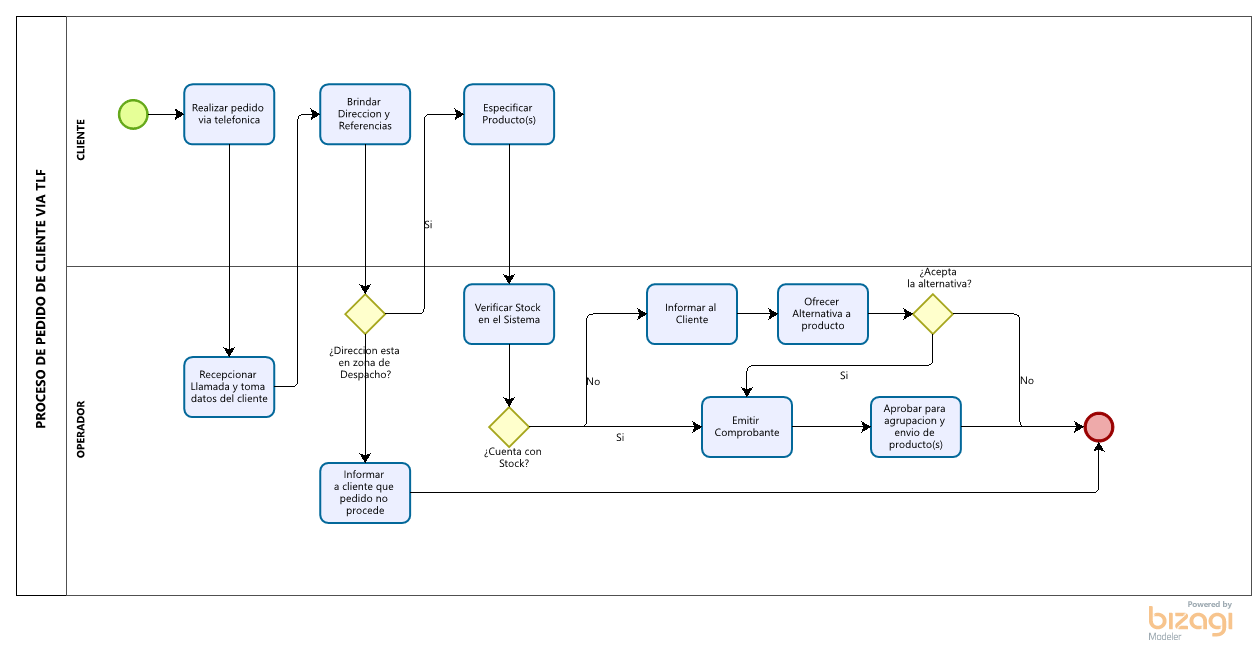 PROCESO DE PEDIDO DE CLIENTE VIA TLF
CLIENTE
Realizar pedido
via telefonica
Brindar
Direccion y
Referencias
Especificar
Producto(s)
Si
OPERADOR
Recepcionar
Llamada y toma
datos del cliente
¿Direccion esta
en zona de
Despacho?
Informar
a cliente que
pedido no
procede
Verificar Stock
en el Sistema
¿Cuenta con
Stock?
No
Si
Informar al
Cliente
Ofrecer
Alternativa a
producto
¿Acepta
la alternativa?
Si
No
Emitir
Comprobante
Aprobar para
agrupacion y
envio de
producto(s)
Powered by
bizagi
Modeler